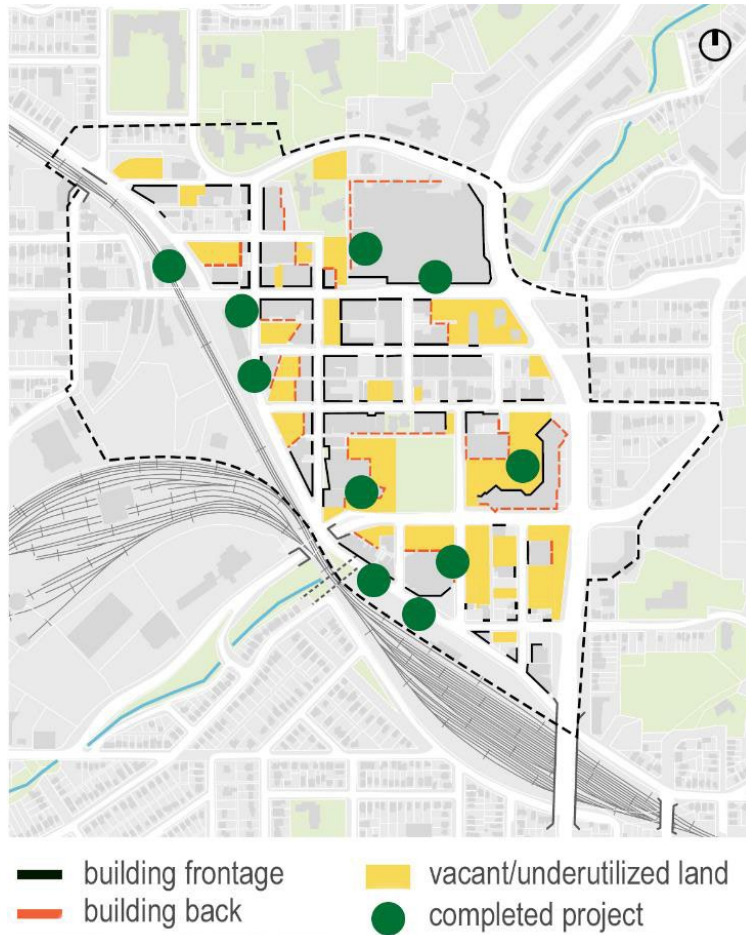 building frontage
building back
vacant/underutilized land
completed project